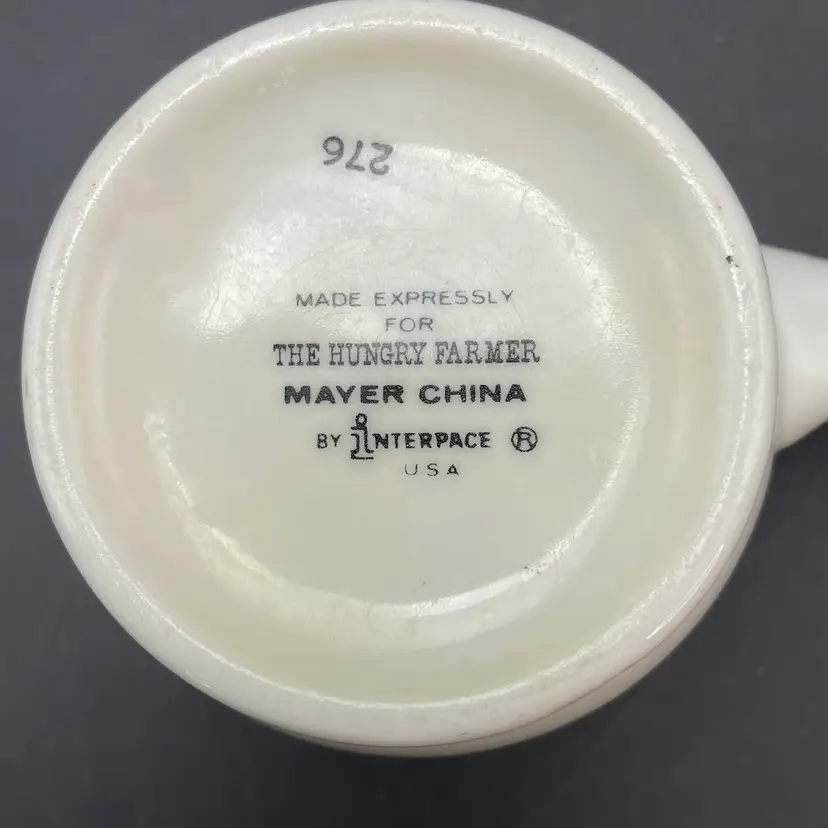 276
MADE EXPRESSLY
FOR
THE HUNGRY FARMER
MAYER CHINA
BY iNTERPACE ®
USA